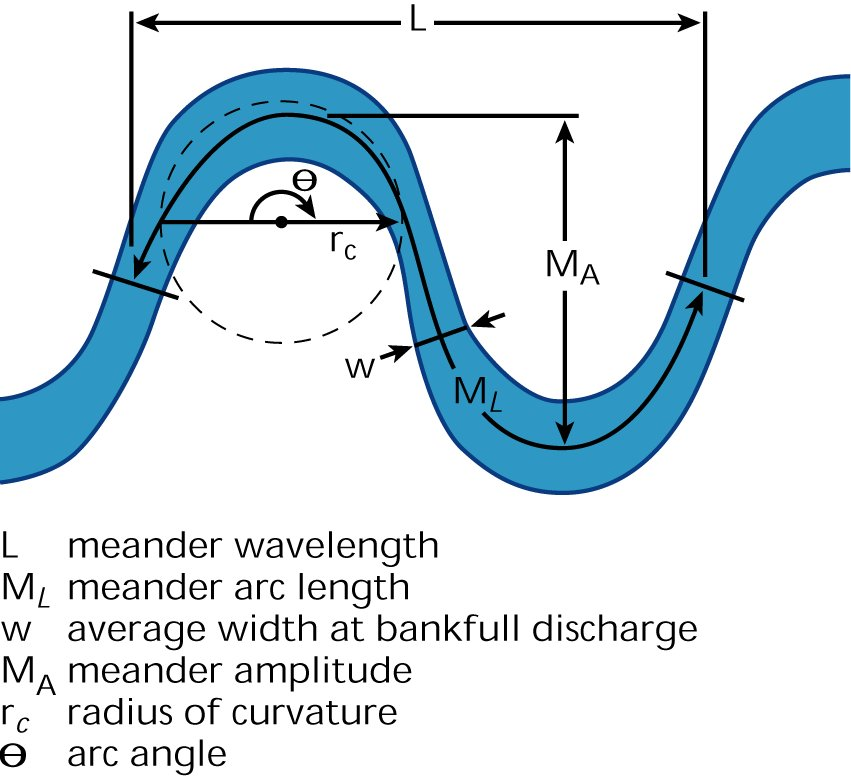 L
ϴ
r_c
M_A
w
M_L
L meander wavelength
M_L meander arc length
w average width at bankfull discharge
M_A meander amplitude
r_c radius of curvature
ϴ arc angle